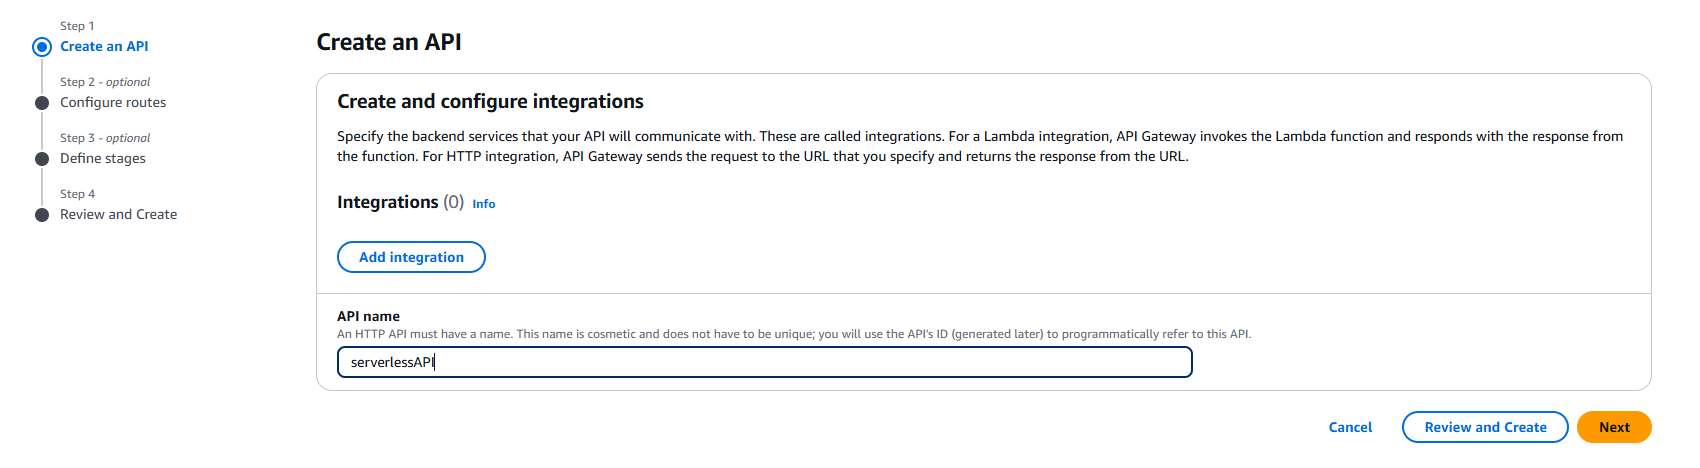 Step 1
Create an API
Step 2 - optional
Configure routes
Step 3 - optional
Define stages
Step 4
Review and Create
Create an API
Create and configure integrations
Specify the backend services that your API will communicate with. These are called integrations. For a Lambda integration, API Gateway invokes the Lambda function and responds with the response from
the function. For HTTP integration, API Gateway sends the request to the URL that you specify and returns the response from the URL.
Integrations (0) Info
Add integration
API name
An HTTP API must have a name. This name is cosmetic and does not have to be unique; you will use the API's ID (generated later) to programmatically refer to this API.
serverlessAPI
Cancel Review and Create Next